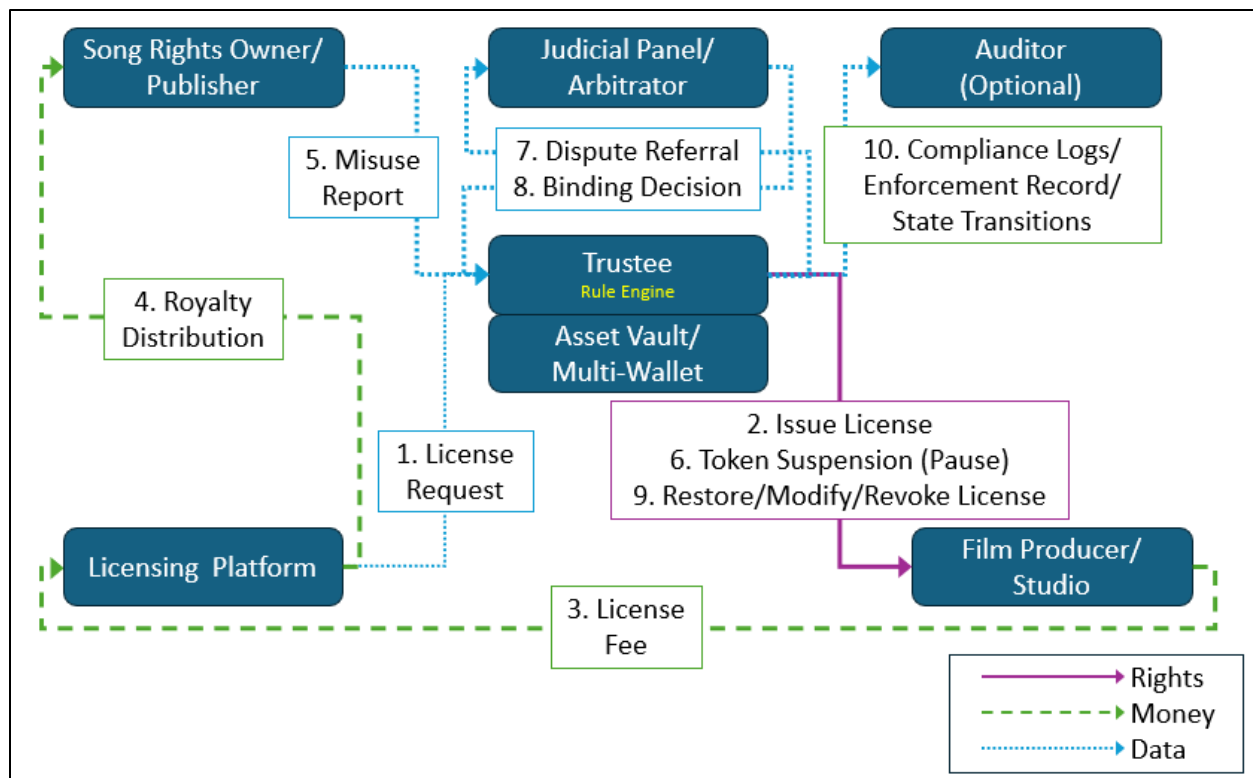 Song Rights Owner/
Publisher
Judicial Panel/
Arbitrator
Auditor
(Optional)
5. Misuse
Report
7. Dispute Referral
8. Binding Decision
10. Compliance Logs/
Enforcement Record/
State Transitions
Trustee
Rule Engine
4. Royalty
Distribution
Asset Vault/
Multi-Wallet
1. License
Request
2. Issue License
6. Token Suspension (Pause)
9. Restore/Modify/Revoke License
Licensing Platform
Film Producer/
Studio
3. License
Fee
Rights
Money
Data